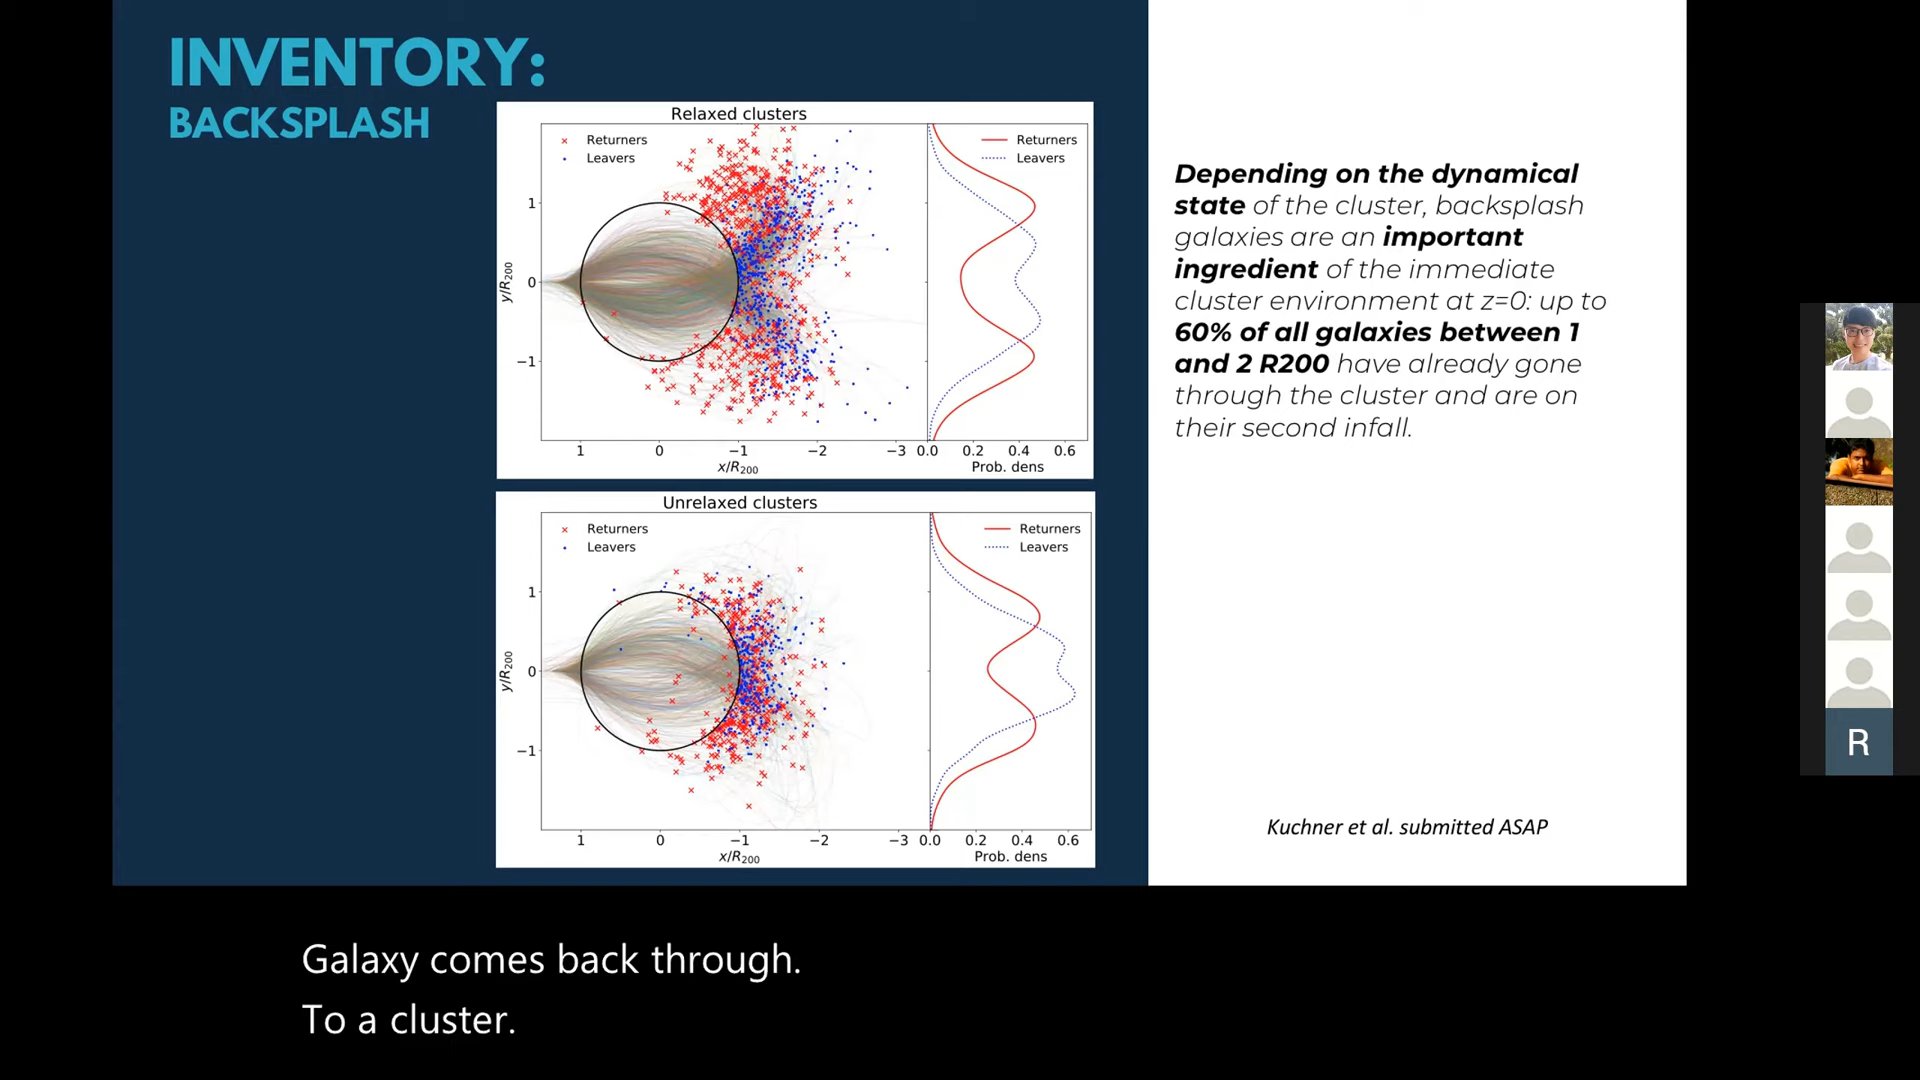 INVENTORY:
BACKSPLASH
Relaxed clusters
Returners
Leavers
Returners
Leavers
1
0
−1
y/R200
1
0
−1
−2
−3
0.0
0.2
0.4
0.6
x/R200
Prob. dens
Unrelaxed clusters
Returners
Leavers
Returners
Leavers
1
0
−1
y/R200
1
0
−1
−2
−3
0.0
0.2
0.4
0.6
x/R200
Prob. dens
Depending on the dynamical
state of the cluster, backsplash
galaxies are an important
ingredient of the immediate
cluster environment at z=0: up to
60% of all galaxies between 1
and 2 R200 have already gone
through the cluster and are on
their second infall.
Kuchner et al. submitted ASAP
R
Galaxy comes back through.
To a cluster.